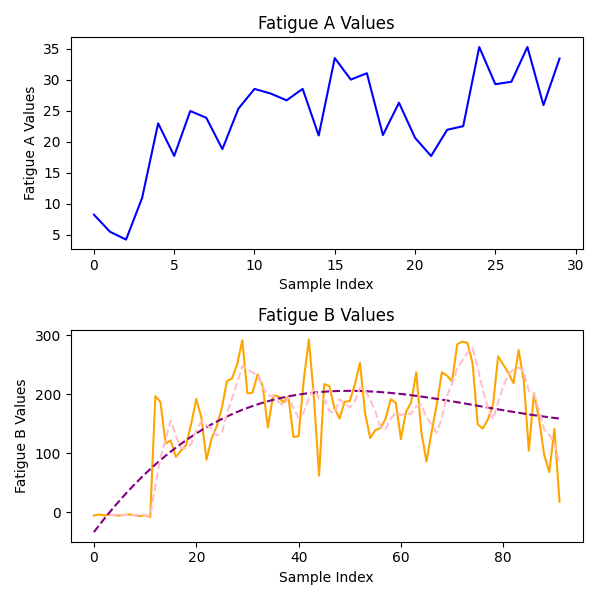 Fatigue A Values
Fatigue A Values
35
30
25
20
15
10
5
0 5 10 15 20 25 30
Sample Index
Fatigue B Values
Fatigue B Values
300
200
100
0
0 20 40 60 80
Sample Index